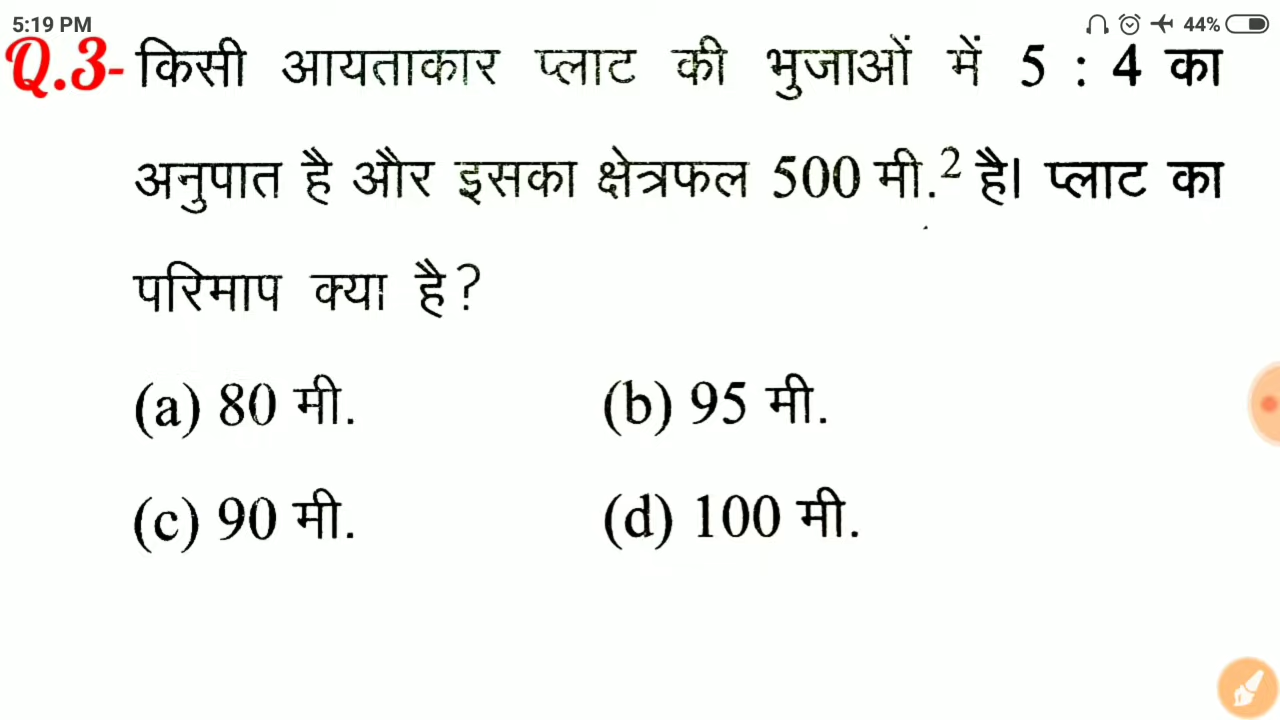 5:19 PM 44%
Q.3- किसी आयताकार प्लाट की भुजाओं में 5 : 4 का
अनुपात है और इसका क्षेत्रफल 500 मी.² है। प्लाट का
परिमाप क्या है?
(a) 80 मी. (b) 95 मी.
(c) 90 मी. (d) 100 मी.